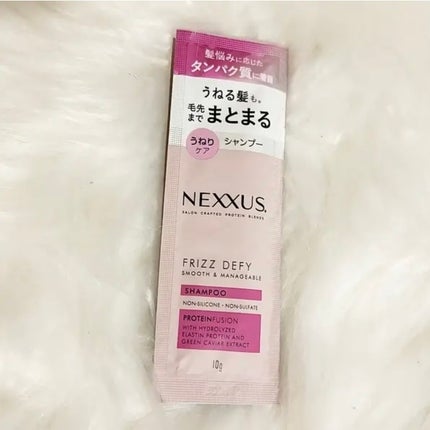 髪悩みに応じた
タンパク質に着目
うねる髪も、
毛先まで まとまる
うねり
ケア
シャンプー
NEXXUS.
SALON CRAFTED PROTEIN BLENDS
FRIZZ DEFY
SMOOTH & MANAGEABLE
SHAMPOO
NON-SILICONE • NON-SULFATE
PROTEINFUSION
WITH HYDROLYZED
ELASTIN PROTEIN AND
GREEN CAVIAR EXTRACT
10g